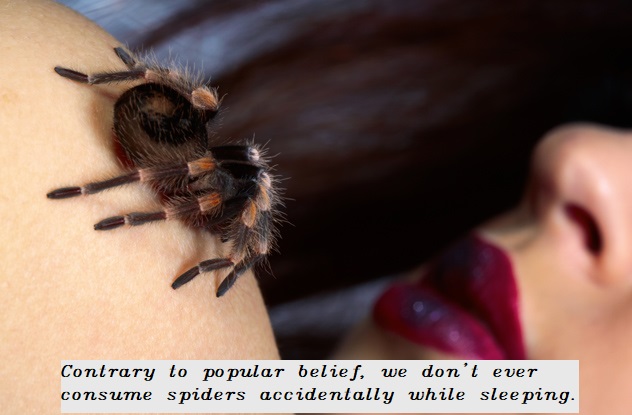 Contrary to popular belief, we don't ever
consume spiders accidentally while sleeping.